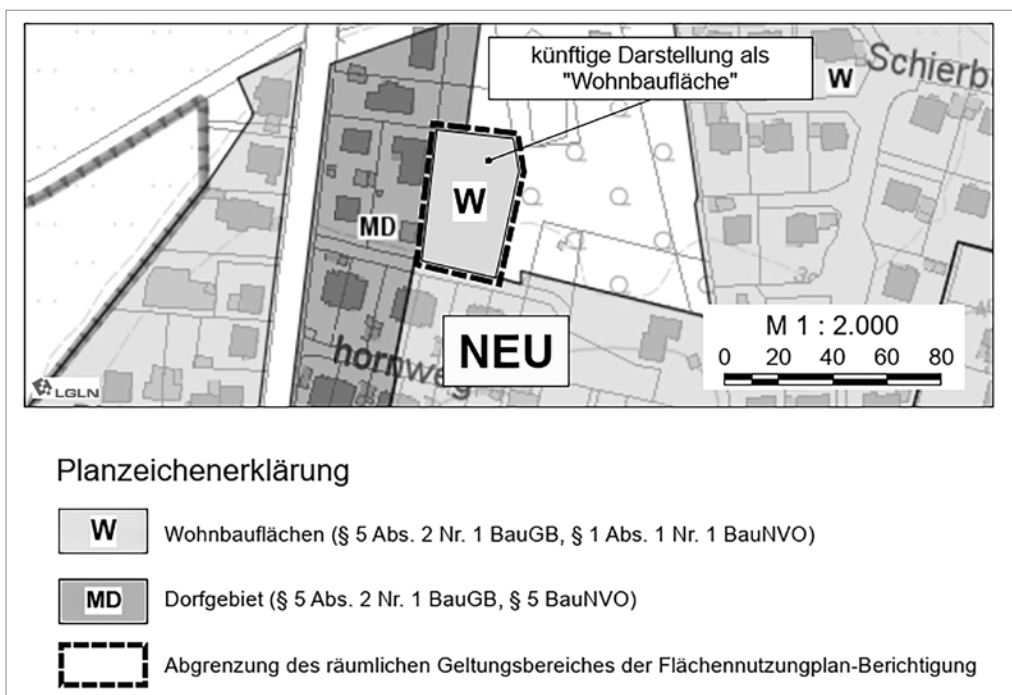 künftige Darstellung als
"Wohnbaufläche"
W
Schierb
W
MD
NEU
hornweg
M 1 : 2.000
0 20 40 60 80
LGLN
Planzeichenerklärung
W Wohnbauflächen (§ 5 Abs. 2 Nr. 1 BauGB, § 1 Abs. 1 Nr. 1 BauNVO)
MD Dorfgebiet (§ 5 Abs. 2 Nr. 1 BauGB, § 5 BauNVO)
Abgrenzung des räumlichen Geltungsbereiches der Flächennutzungplan-Berichtigung